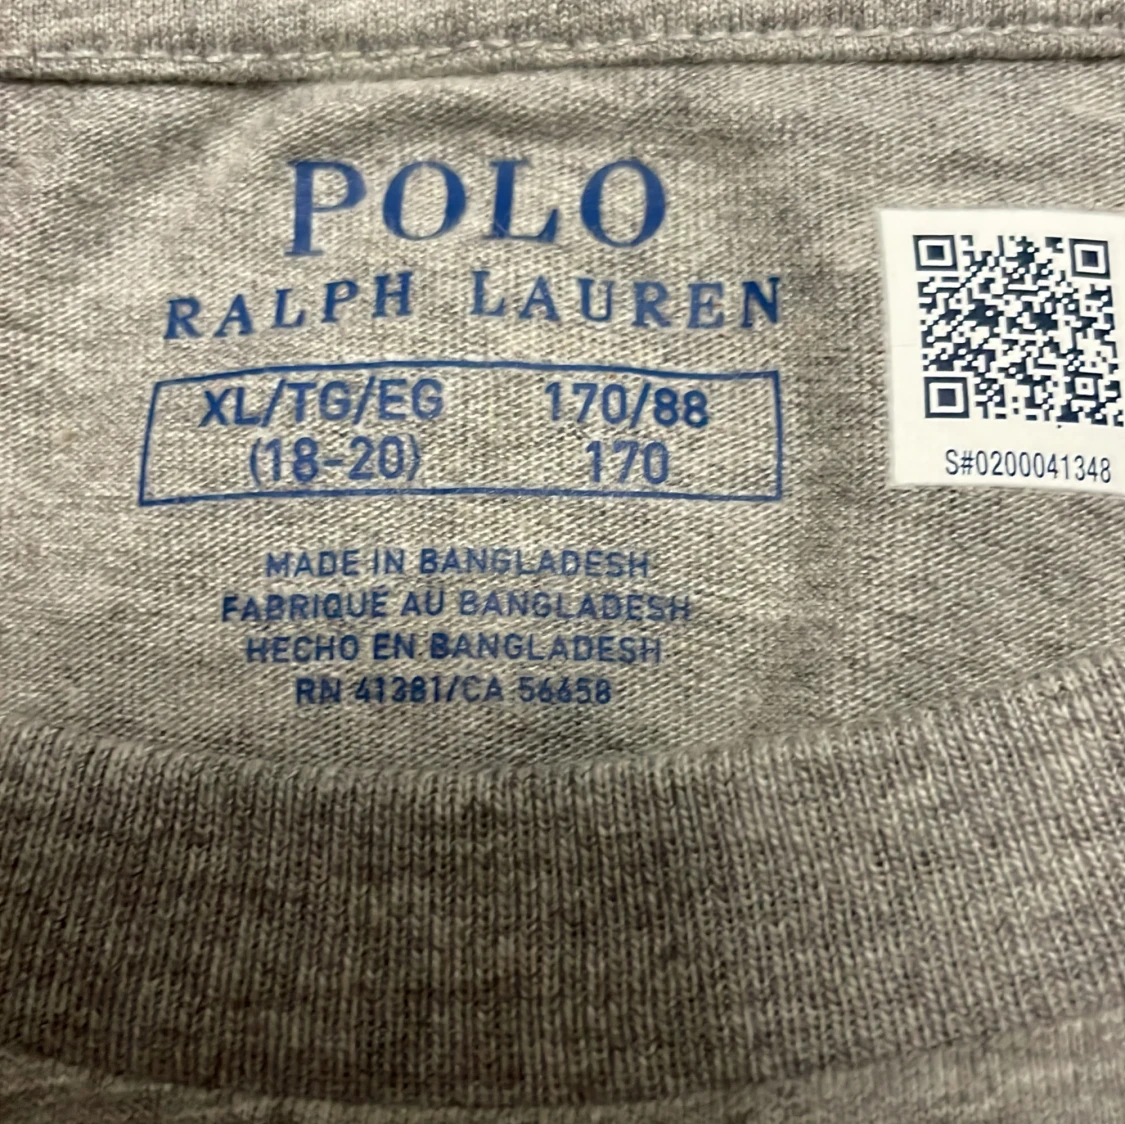 POLO
RALPH LAUREN
XL/TG/EG 170/88
(18-20) 170
MADE IN BANGLADESH
FABRIQUE AU BANGLADESH
HECHO EN BANGLADESH
RN 41381/CA 56658
S#0200041348